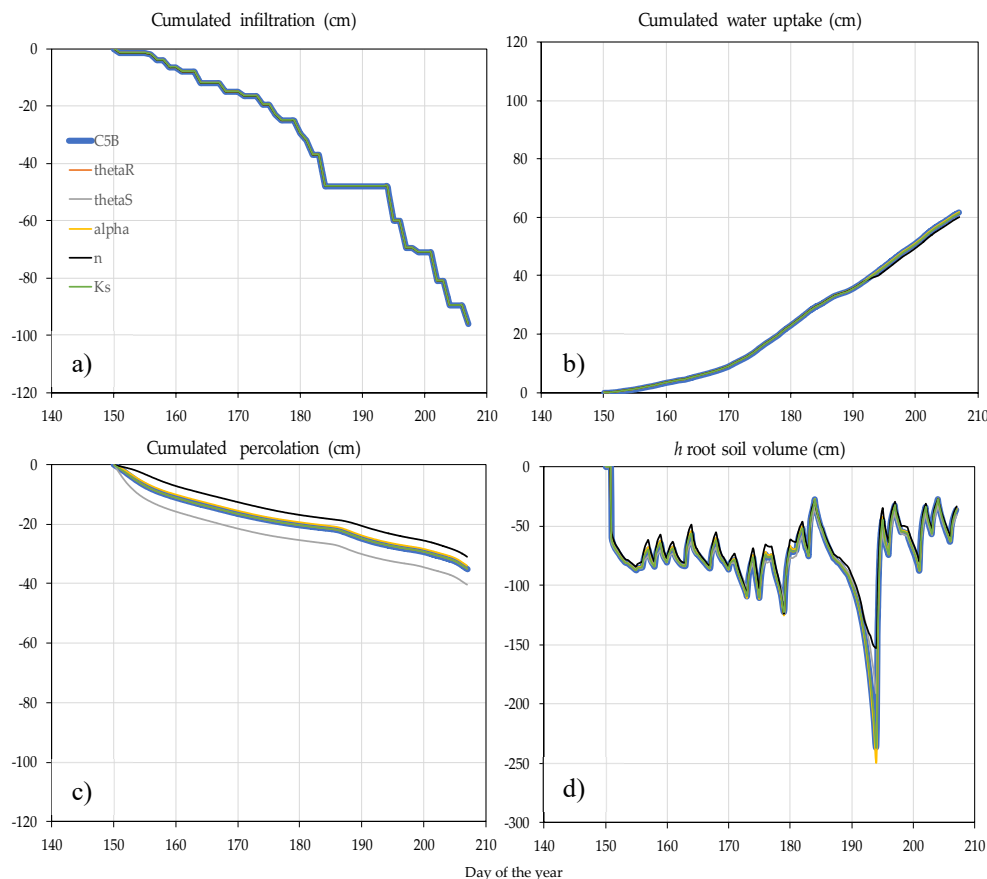 Cumulated infiltration (cm)
0
-20
-40
-60
-80
-100
-120
C5B
thetaR
thetaS
alpha
n
Ks
a)
140 150 160 170 180 190 200 210
Cumulated water uptake (cm)
120
100
80
60
40
20
0
b)
140 150 160 170 180 190 200 210
Cumulated percolation (cm)
0
-20
-40
-60
-80
-100
-120
c)
140 150 160 170 180 190 200 210
h root soil volume (cm)
0
-50
-100
-150
-200
-250
-300
d)
140 150 160 170 180 190 200 210
Day of the year